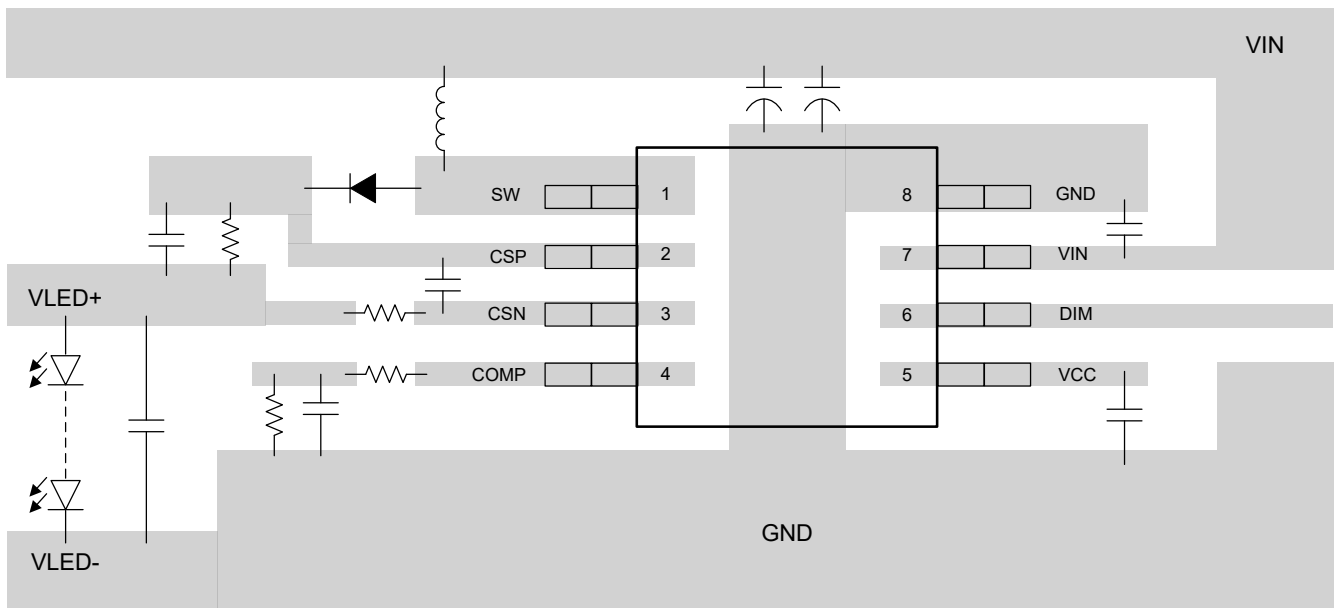 VIN
SW 1 8 GND
CSP 2 7 VIN
VLED+
CSN 3 6 DIM
COMP 4 5 VCC
GND
VLED-